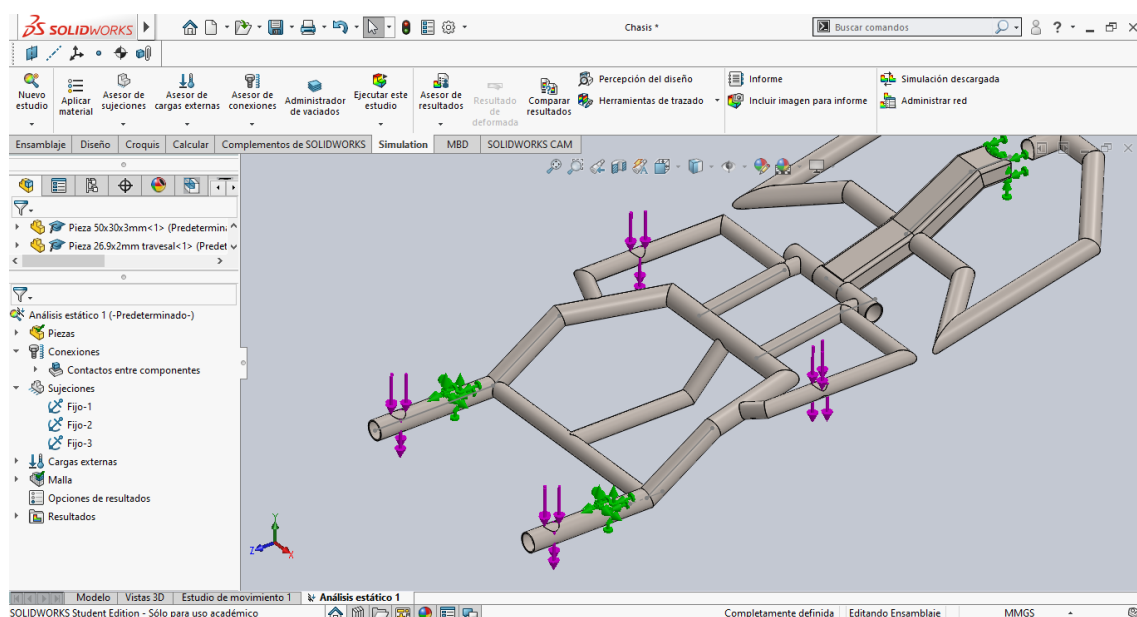 SOLIDWORKS
Chasis *
Buscar comandos
Nuevo estudio
Aplicar material
Asesor de sujeciones
Asesor de cargas externas
Asesor de conexiones
Administrador de vaciados
Ejecutar este estudio
Asesor de resultados
Resultado de deformada
Comparar resultados
Percepción del diseño
Herramientas de trazado
Informe
Incluir imagen para informe
Simulación descargada
Administrar red
Ensamblaje Diseño Croquis Calcular Complementos de SOLIDWORKS Simulation MBD SOLIDWORKS CAM
Pieza 50x30x3mm<1> (Predetermin
Pieza 26.9x2mm travesal<1> (Predet
Análisis estático 1 (-Predeterminado-)
Piezas
Conexiones
Contactos entre componentes
Sujeciones
Fijo-1
Fijo-2
Fijo-3
Cargas externas
Malla
Opciones de resultados
Resultados
Y
Z
X
Modelo Vistas 3D Estudio de movimiento 1 Análisis estático 1
SOLIDWORKS Student Edition - Sólo para uso académico
Completamente definida Editando Ensamblaje MMGS